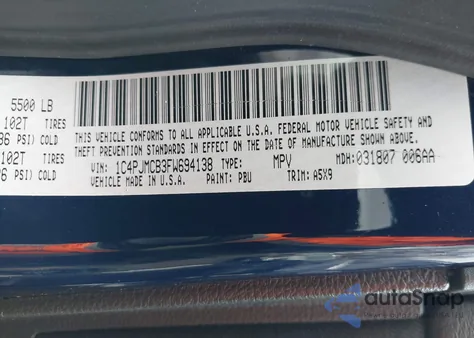 5500 LB
102T TIRES
36 PSI) COLD
102T TIRES
PSI) COLD
THIS VEHICLE CONFORMS TO ALL APPLICABLE U.S.A. FEDERAL MOTOR VEHICLE SAFETY AND
THEFT PREVENTION STANDARDS IN EFFECT ON THE DATE OF MANUFACTURE SHOWN ABOVE.
VIN: 1C4PJMCB3FW694138 TYPE: MPV MDH: 031807 006AA
VEHICLE MADE IN U.S.A. PAINT: PBU TRIM: A5X9
autoSnap